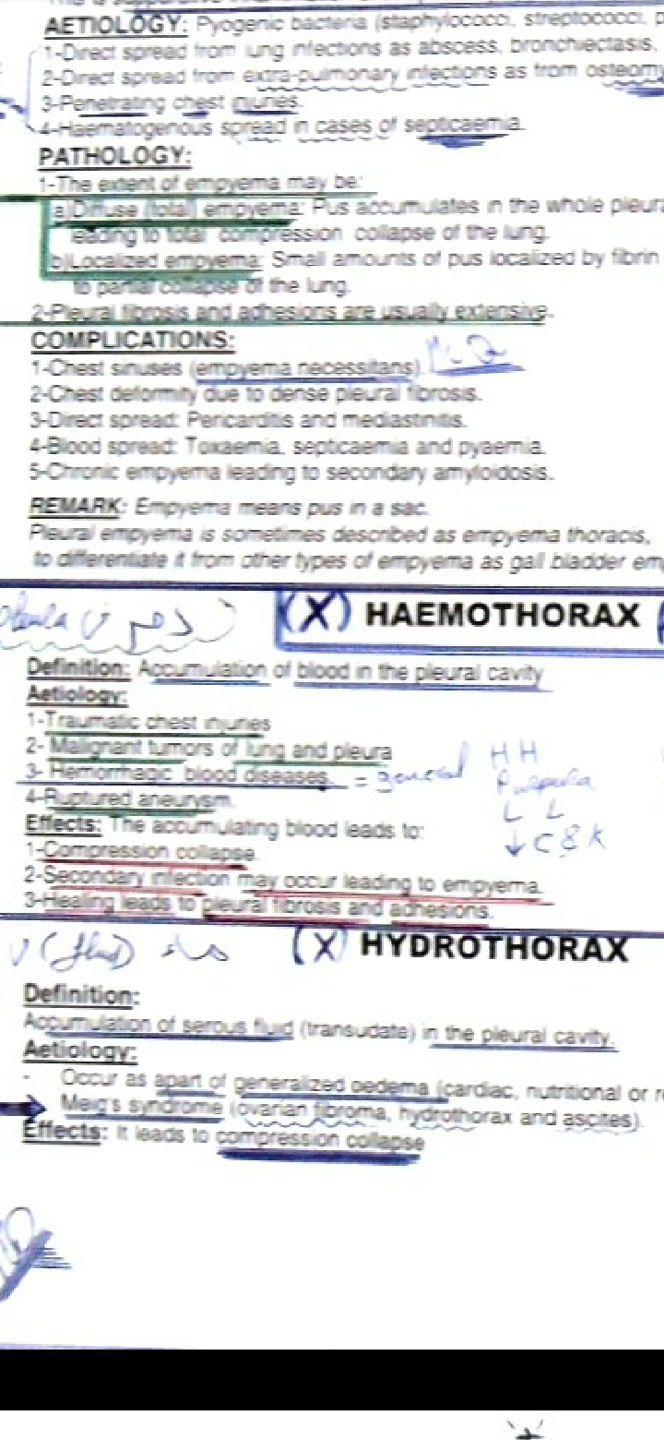 AETIOLOGY: Pyogenic bacteria (staphylococci, streptococci, p
1-Direct spread from lung infections as abscess, bronchiectasis,
2-Direct spread from extra-pulmonary infections as from osteomy
3-Penetrating chest injuries.
4-Haematogenous spread in cases of septicaemia.
PATHOLOGY:
1-The extent of empyema may be:
a)Diffuse (total) empyema: Pus accumulates in the whole pleura
leading to total compression collapse of the lung.
b)Localized empyema: Small amounts of pus localized by fibrin
to partial collapse of the lung.
2-Pleural fibrosis and adhesions are usually extensive.
COMPLICATIONS:
1-Chest sinuses (empyema necessitans).
2-Chest deformity due to dense pleural fibrosis.
3-Direct spread: Pericarditis and mediastinitis.
4-Blood spread: Toxaemia, septicaemia and pyaemia.
5-Chronic empyema leading to secondary amyloidosis.
REMARK: Empyema means pus in a sac.
Pleural empyema is sometimes described as empyema thoracis,
to differentiate it from other types of empyema as gall bladder em
(X) HAEMOTHORAX
Definition: Accumulation of blood in the pleural cavity
Aetiology:
1-Traumatic chest injuries
2- Malignant tumors of lung and pleura
3- Hemorrhagic blood diseases. = general
H H
Purpula
L L
↓ C & K
4-Ruptured aneurysm.
Effects: The accumulating blood leads to:
1-Compression collapse.
2-Secondary infection may occur leading to empyema.
3-Healing leads to pleural fibrosis and adhesions.
(fluid) ماء (X) HYDROTHORAX
Definition:
Accumulation of serous fluid (transudate) in the pleural cavity.
Aetiology:
- Occur as apart of generalized oedema (cardiac, nutritional or r
Meig's syndrome (ovarian fibroma, hydrothorax and ascites).
Effects: It leads to compression collapse